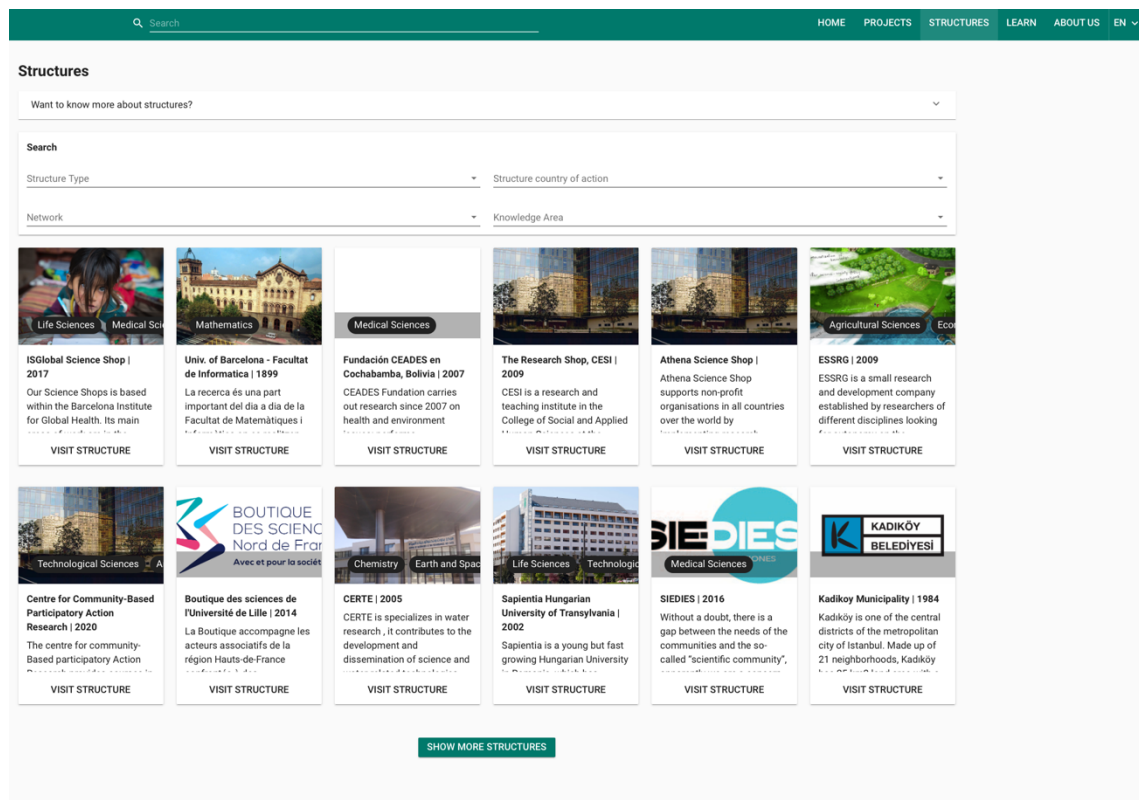 Search
HOME PROJECTS STRUCTURES LEARN ABOUT US EN
Structures
Want to know more about structures?
Search
Structure Type
Structure country of action
Network
Knowledge Area
Life Sciences Medical Sci
ISGlobal Science Shop |
2017
Our Science Shops is based
within the Barcelona Institute
for Global Health. Its main
VISIT STRUCTURE
Mathematics
Univ. of Barcelona - Facultat
de Informatica | 1899
La recerca és una part
important del dia a dia de la
Facultat de Matemàtiques i
VISIT STRUCTURE
Medical Sciences
Fundación CEADES en
Cochabamba, Bolivia | 2007
CEADES Fundation carries
out research since 2007 on
health and environment
VISIT STRUCTURE
The Research Shop, CESI |
2009
CESI is a research and
teaching institute in the
College of Social and Applied
VISIT STRUCTURE
Athena Science Shop |
Athena Science Shop
supports non-profit
organisations in all countries
over the world by
VISIT STRUCTURE
Agricultural Sciences Eco
ESSRG | 2009
ESSRG is a small research
and development company
established by researchers of
different disciplines looking
VISIT STRUCTURE
Technological Sciences A
Centre for Community-Based
Participatory Action
Research | 2020
The centre for community-
Based participatory Action
VISIT STRUCTURE
BOUTIQUE
DES SCIENC
Nord de Fran
Avec et pour la sociét
Boutique des sciences de
l'Université de Lille | 2014
La Boutique accompagne les
acteurs associatifs de la
région Hauts-de-France
VISIT STRUCTURE
Chemistry Earth and Spac
CERTE | 2005
CERTE is specializes in water
research , it contributes to the
development and
dissemination of science and
VISIT STRUCTURE
Life Sciences Technologic
Sapientia Hungarian
University of Transylvania |
2002
Sapientia is a young but fast
growing Hungarian University
VISIT STRUCTURE
SIEDIES
Medical Sciences
SIEDIES | 2016
Without a doubt, there is a
gap between the needs of the
communities and the so-
called "scientific community",
VISIT STRUCTURE
KADIKÖY
BELEDİYESİ
Kadikoy Municipality | 1984
Kadıköy is one of the central
districts of the metropolitan
city of Istanbul. Made up of
21 neighborhoods, Kadıköy
VISIT STRUCTURE
SHOW MORE STRUCTURES